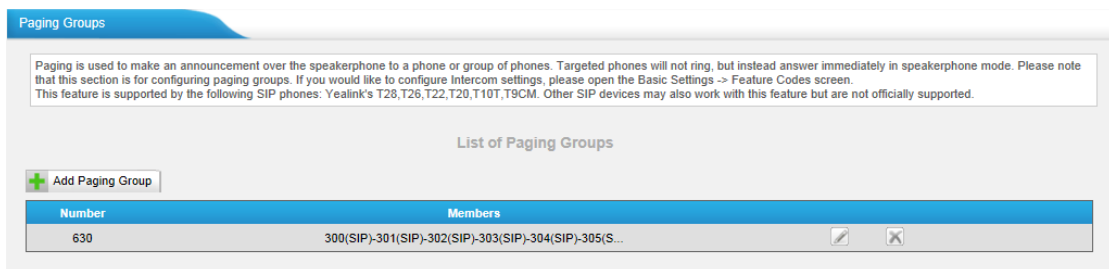 Paging Groups
Paging is used to make an announcement over the speakerphone to a phone or group of phones. Targeted phones will not ring, but instead answer immediately in speakerphone mode. Please note
that this section is for configuring paging groups. If you would like to configure Intercom settings, please open the Basic Settings -> Feature Codes screen.
This feature is supported by the following SIP phones: Yealink's T28,T26,T22,T20,T10T,T9CM. Other SIP devices may also work with this feature but are not officially supported.
List of Paging Groups
Add Paging Group
Number Members
630 300(SIP)-301(SIP)-302(SIP)-303(SIP)-304(SIP)-305(S...